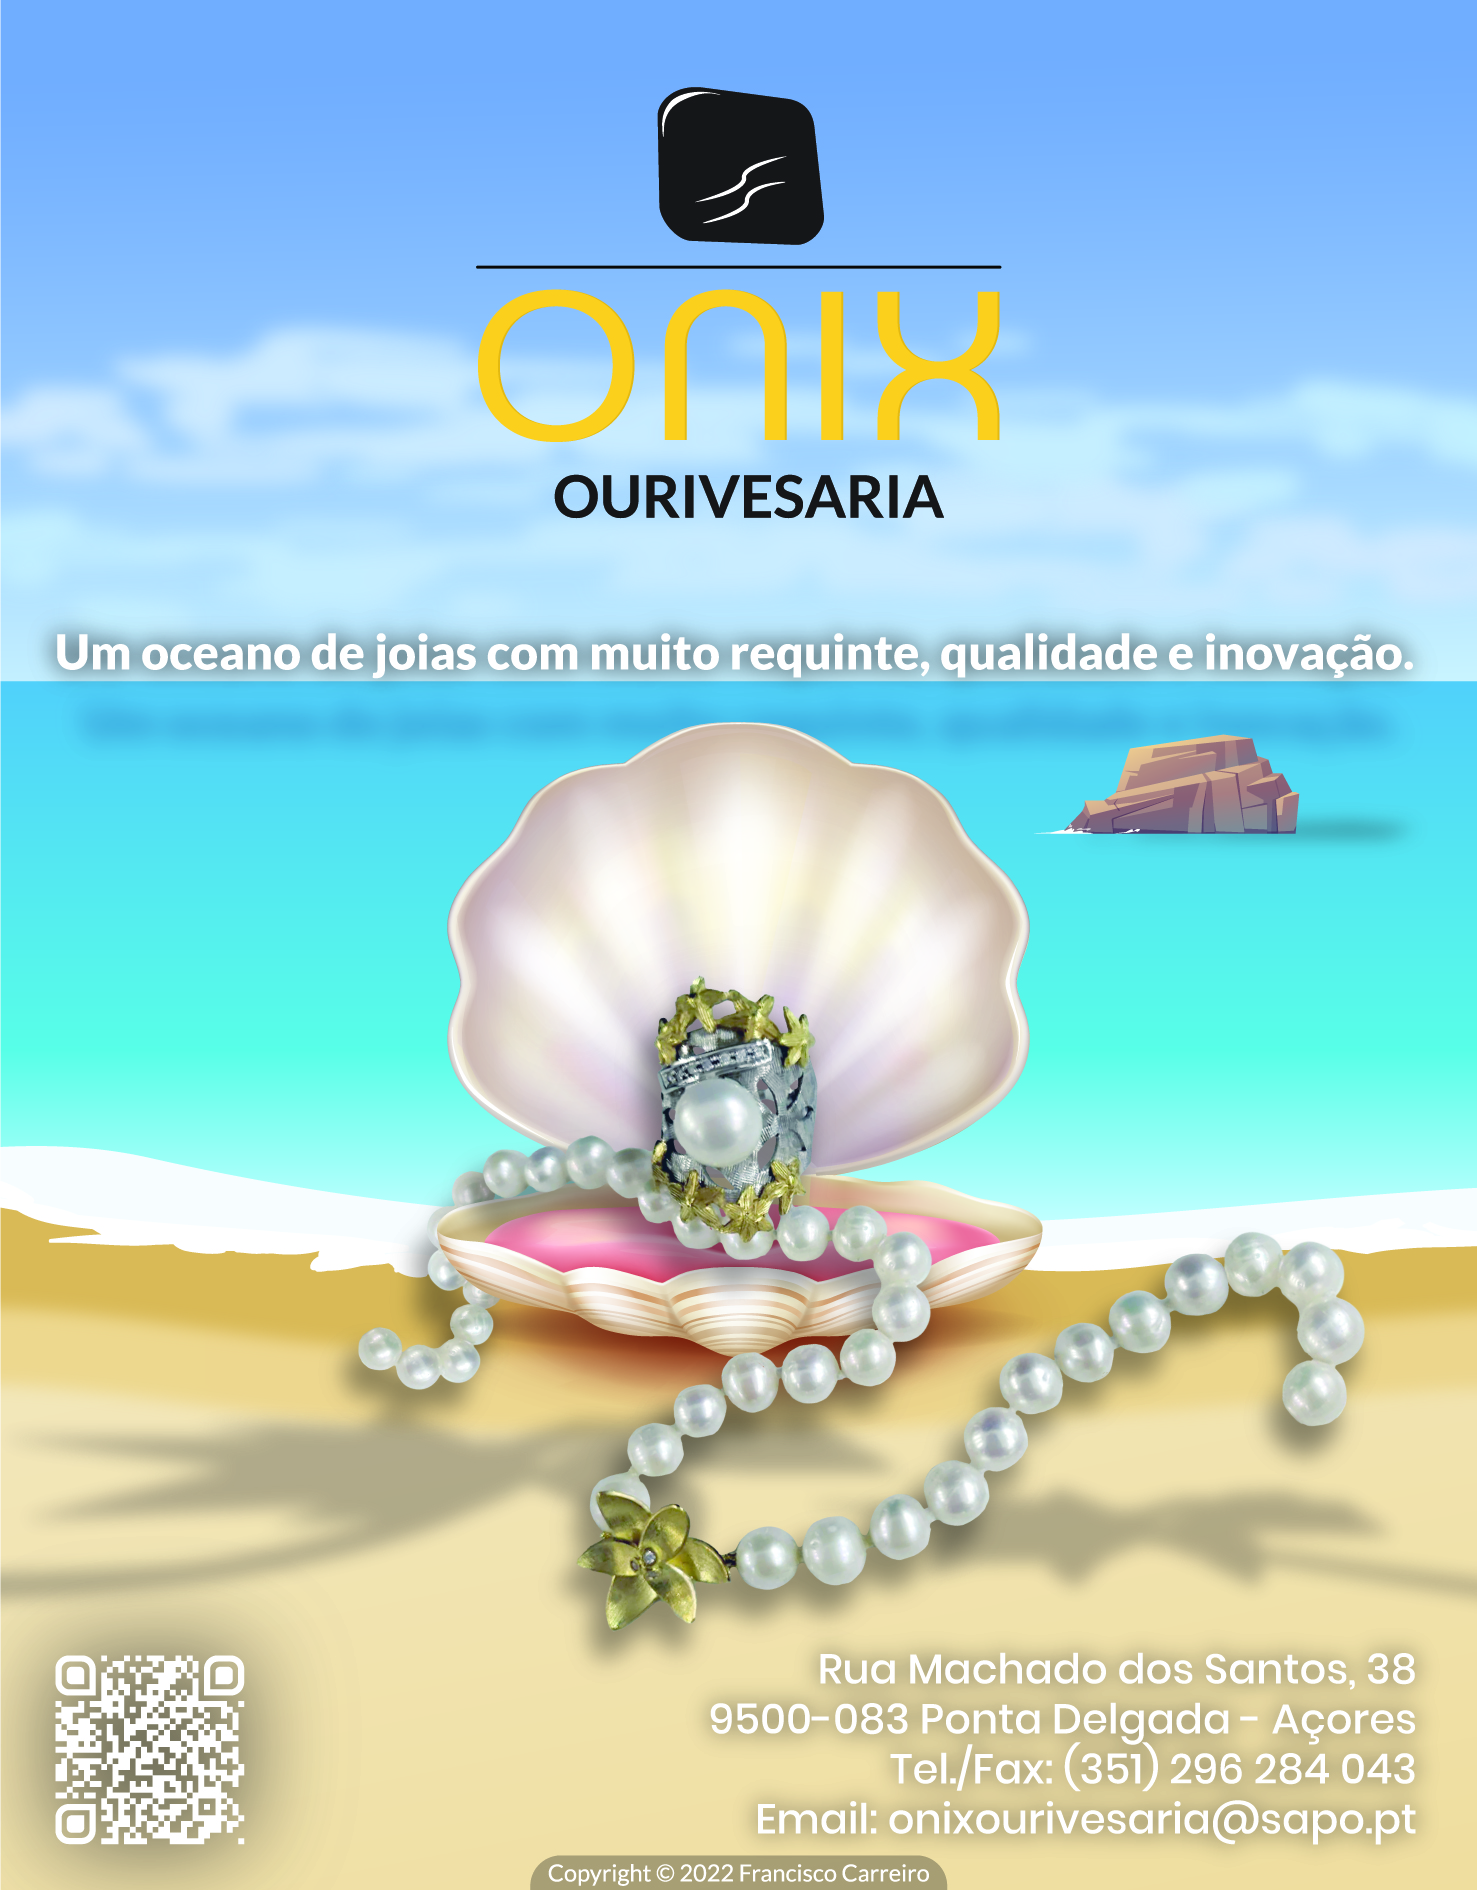 ONIX
OURIVESARIA
Um oceano de joias com muito requinte, qualidade e inovação.
Rua Machado dos Santos, 38
9500-083 Ponta Delgada - Açores
Tel./Fax: (351) 296 284 043
Email: onixourivesaria@sapo.pt
Copyright © 2022 Francisco Carreiro